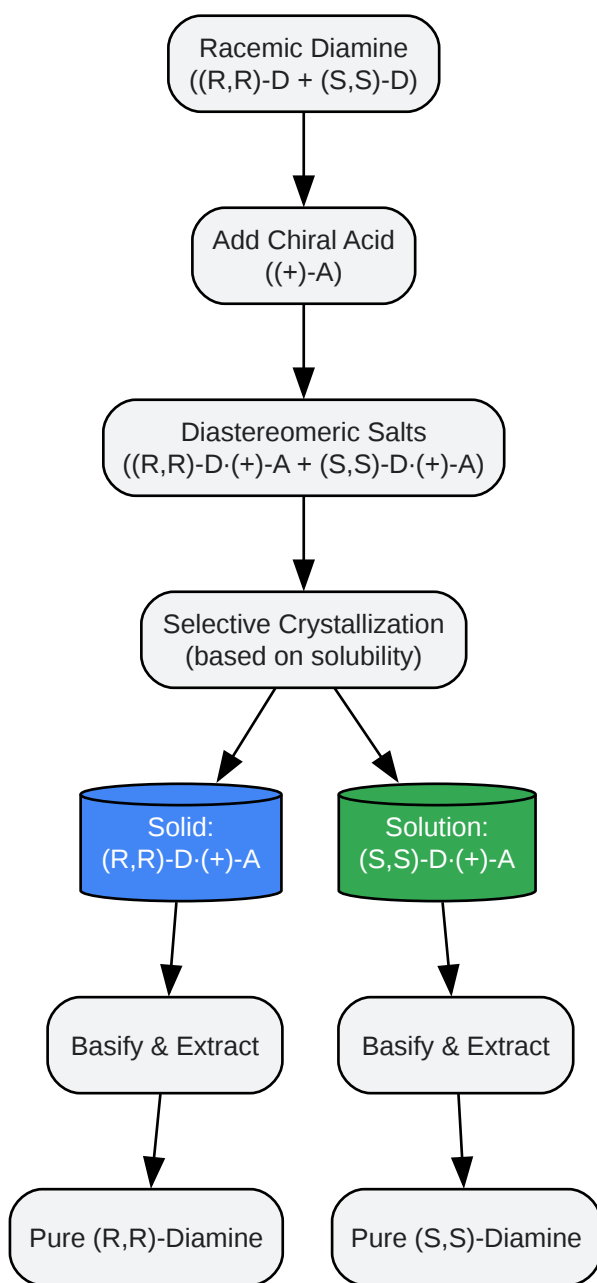 Racemic Diamine
((R,R)-D + (S,S)-D)
Add Chiral Acid
((+)-A)
Diastereomeric Salts
((R,R)-D·(+)-A + (S,S)-D·(+)-A)
Selective Crystallization
(based on solubility)
Solid:
(R,R)-D·(+)-A
Solution:
(S,S)-D·(+)-A
Basify & Extract
Basify & Extract
Pure (R,R)-Diamine
Pure (S,S)-Diamine